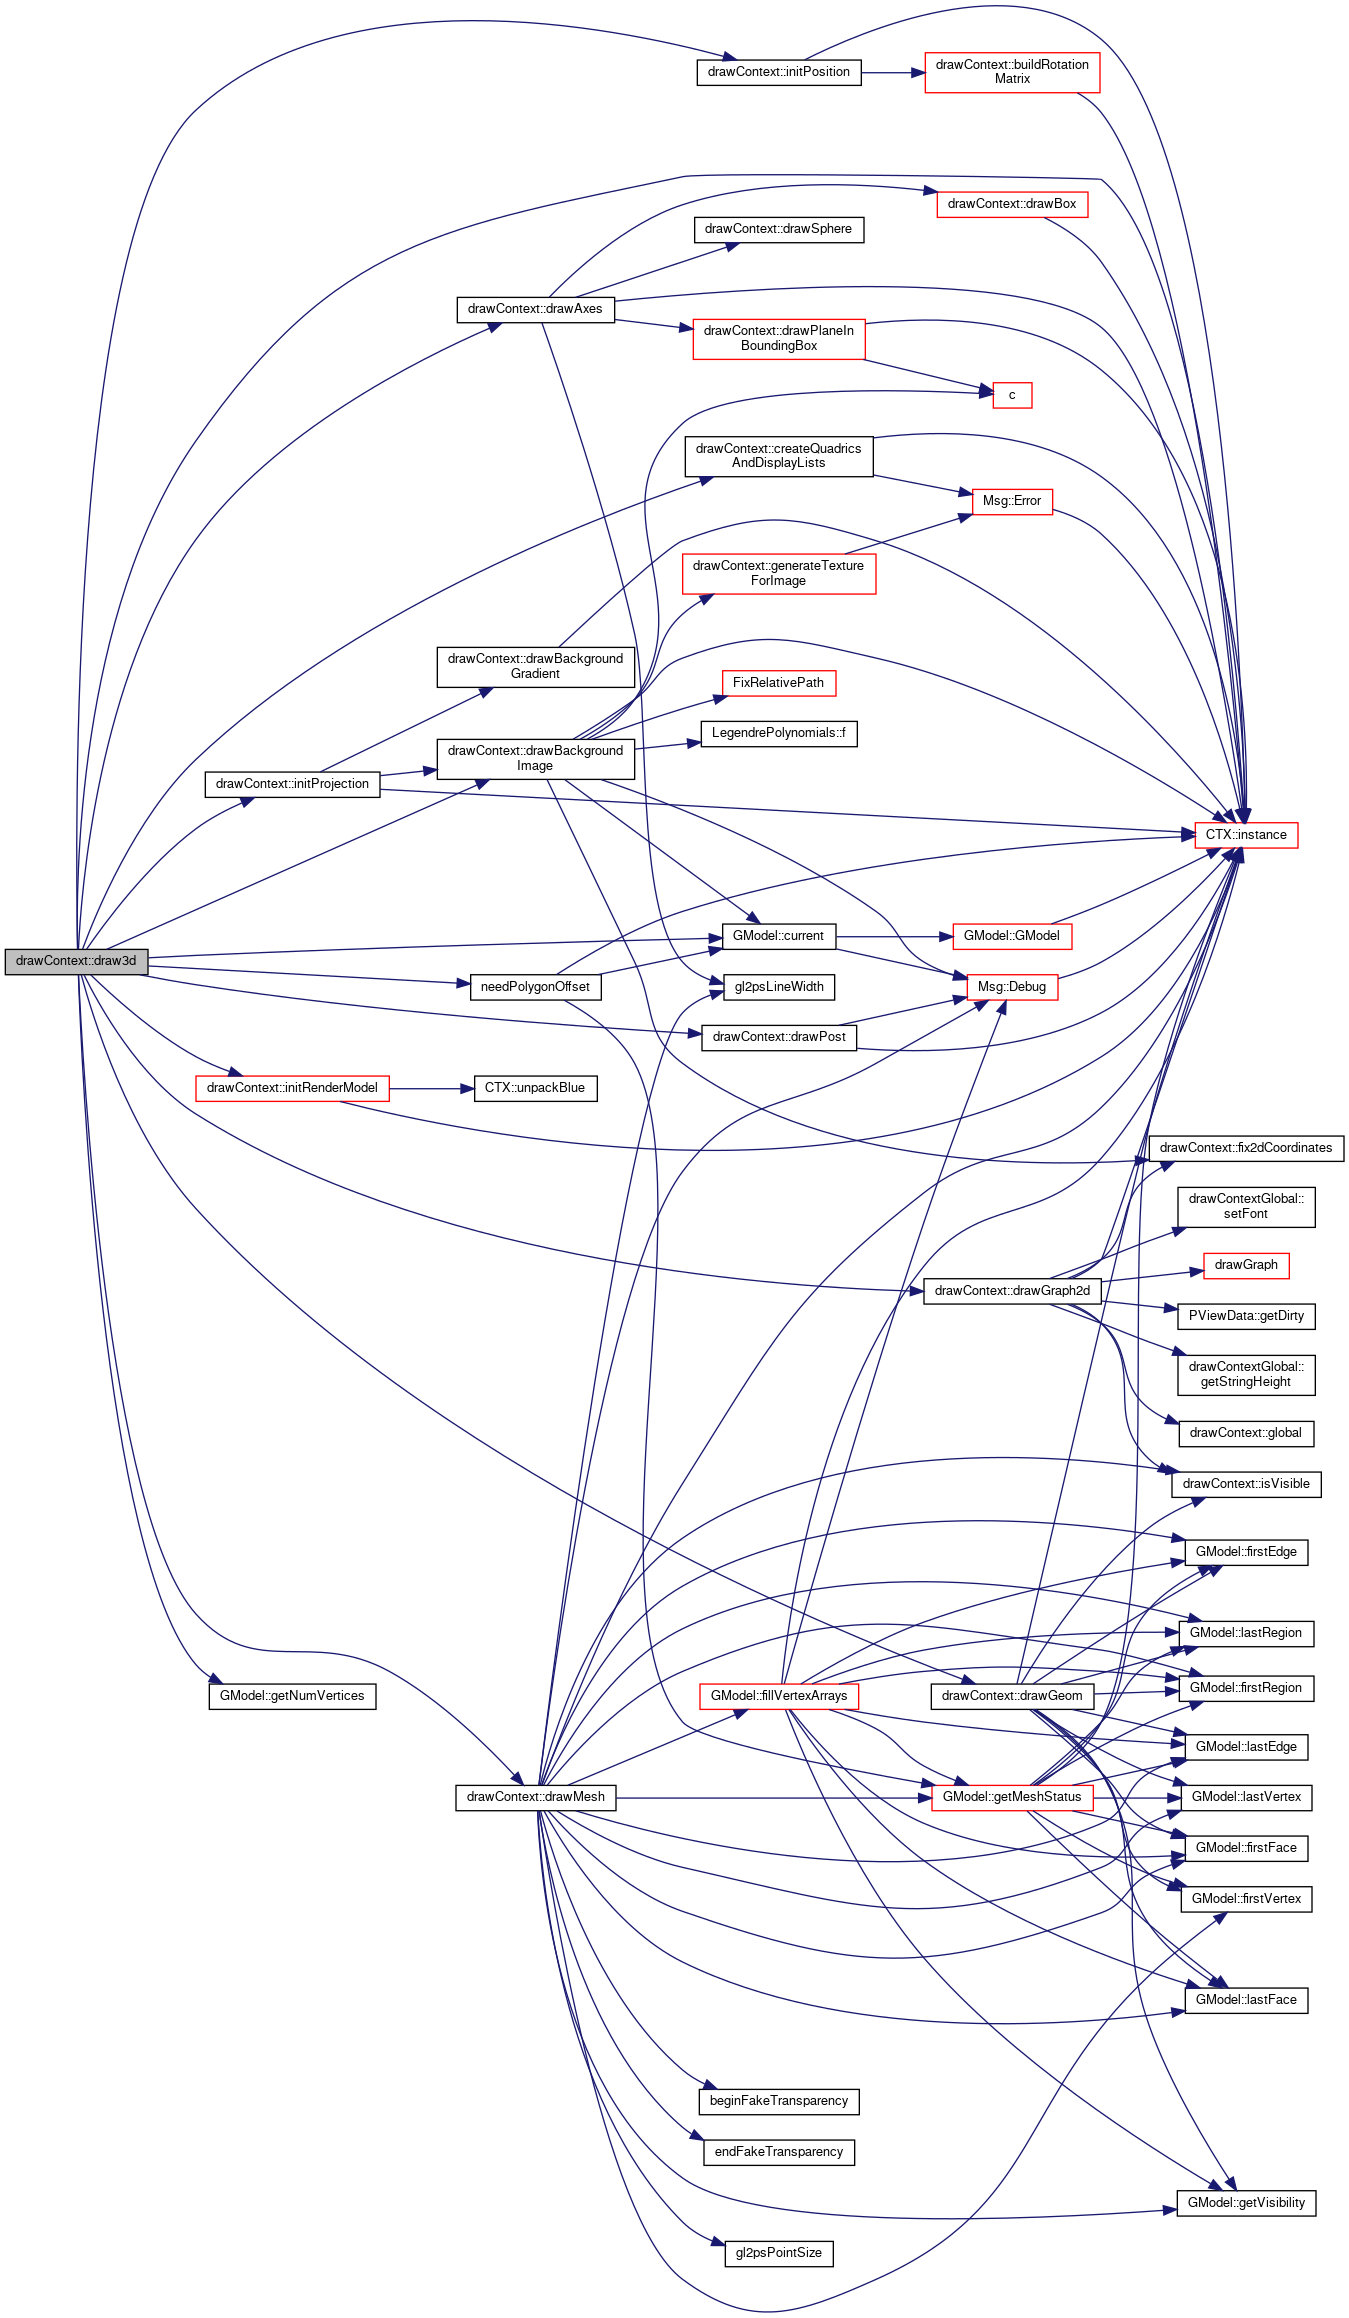 drawContext::initPosition
drawContext::buildRotation
Matrix
drawContext::drawBox
drawContext::drawSphere
drawContext::drawAxes
drawContext::drawPlaneIn
BoundingBox
c
drawContext::createQuadrics
AndDisplayLists
Msg::Error
drawContext::generateTexture
ForImage
drawContext::drawBackground
Gradient
FixRelativePath
LegendrePolynomials::f
drawContext::drawBackground
Image
drawContext::initProjection
CTX::instance
GModel::current
GModel::GModel
drawContext::draw3d
needPolygonOffset
gl2psLineWidth
Msg::Debug
drawContext::drawPost
drawContext::initRenderModel
CTX::unpackBlue
drawContext::fix2dCoordinates
drawContextGlobal::
setFont
drawGraph
drawContext::drawGraph2d
PViewData::getDirty
drawContextGlobal::
getStringHeight
drawContext::global
drawContext::isVisible
GModel::firstEdge
GModel::lastRegion
GModel::getNumVertices
GModel::fillVertexArrays
drawContext::drawGeom
GModel::firstRegion
GModel::lastEdge
drawContext::drawMesh
GModel::getMeshStatus
GModel::lastVertex
GModel::firstFace
GModel::firstVertex
GModel::lastFace
beginFakeTransparency
endFakeTransparency
GModel::getVisibility
gl2psPointSize